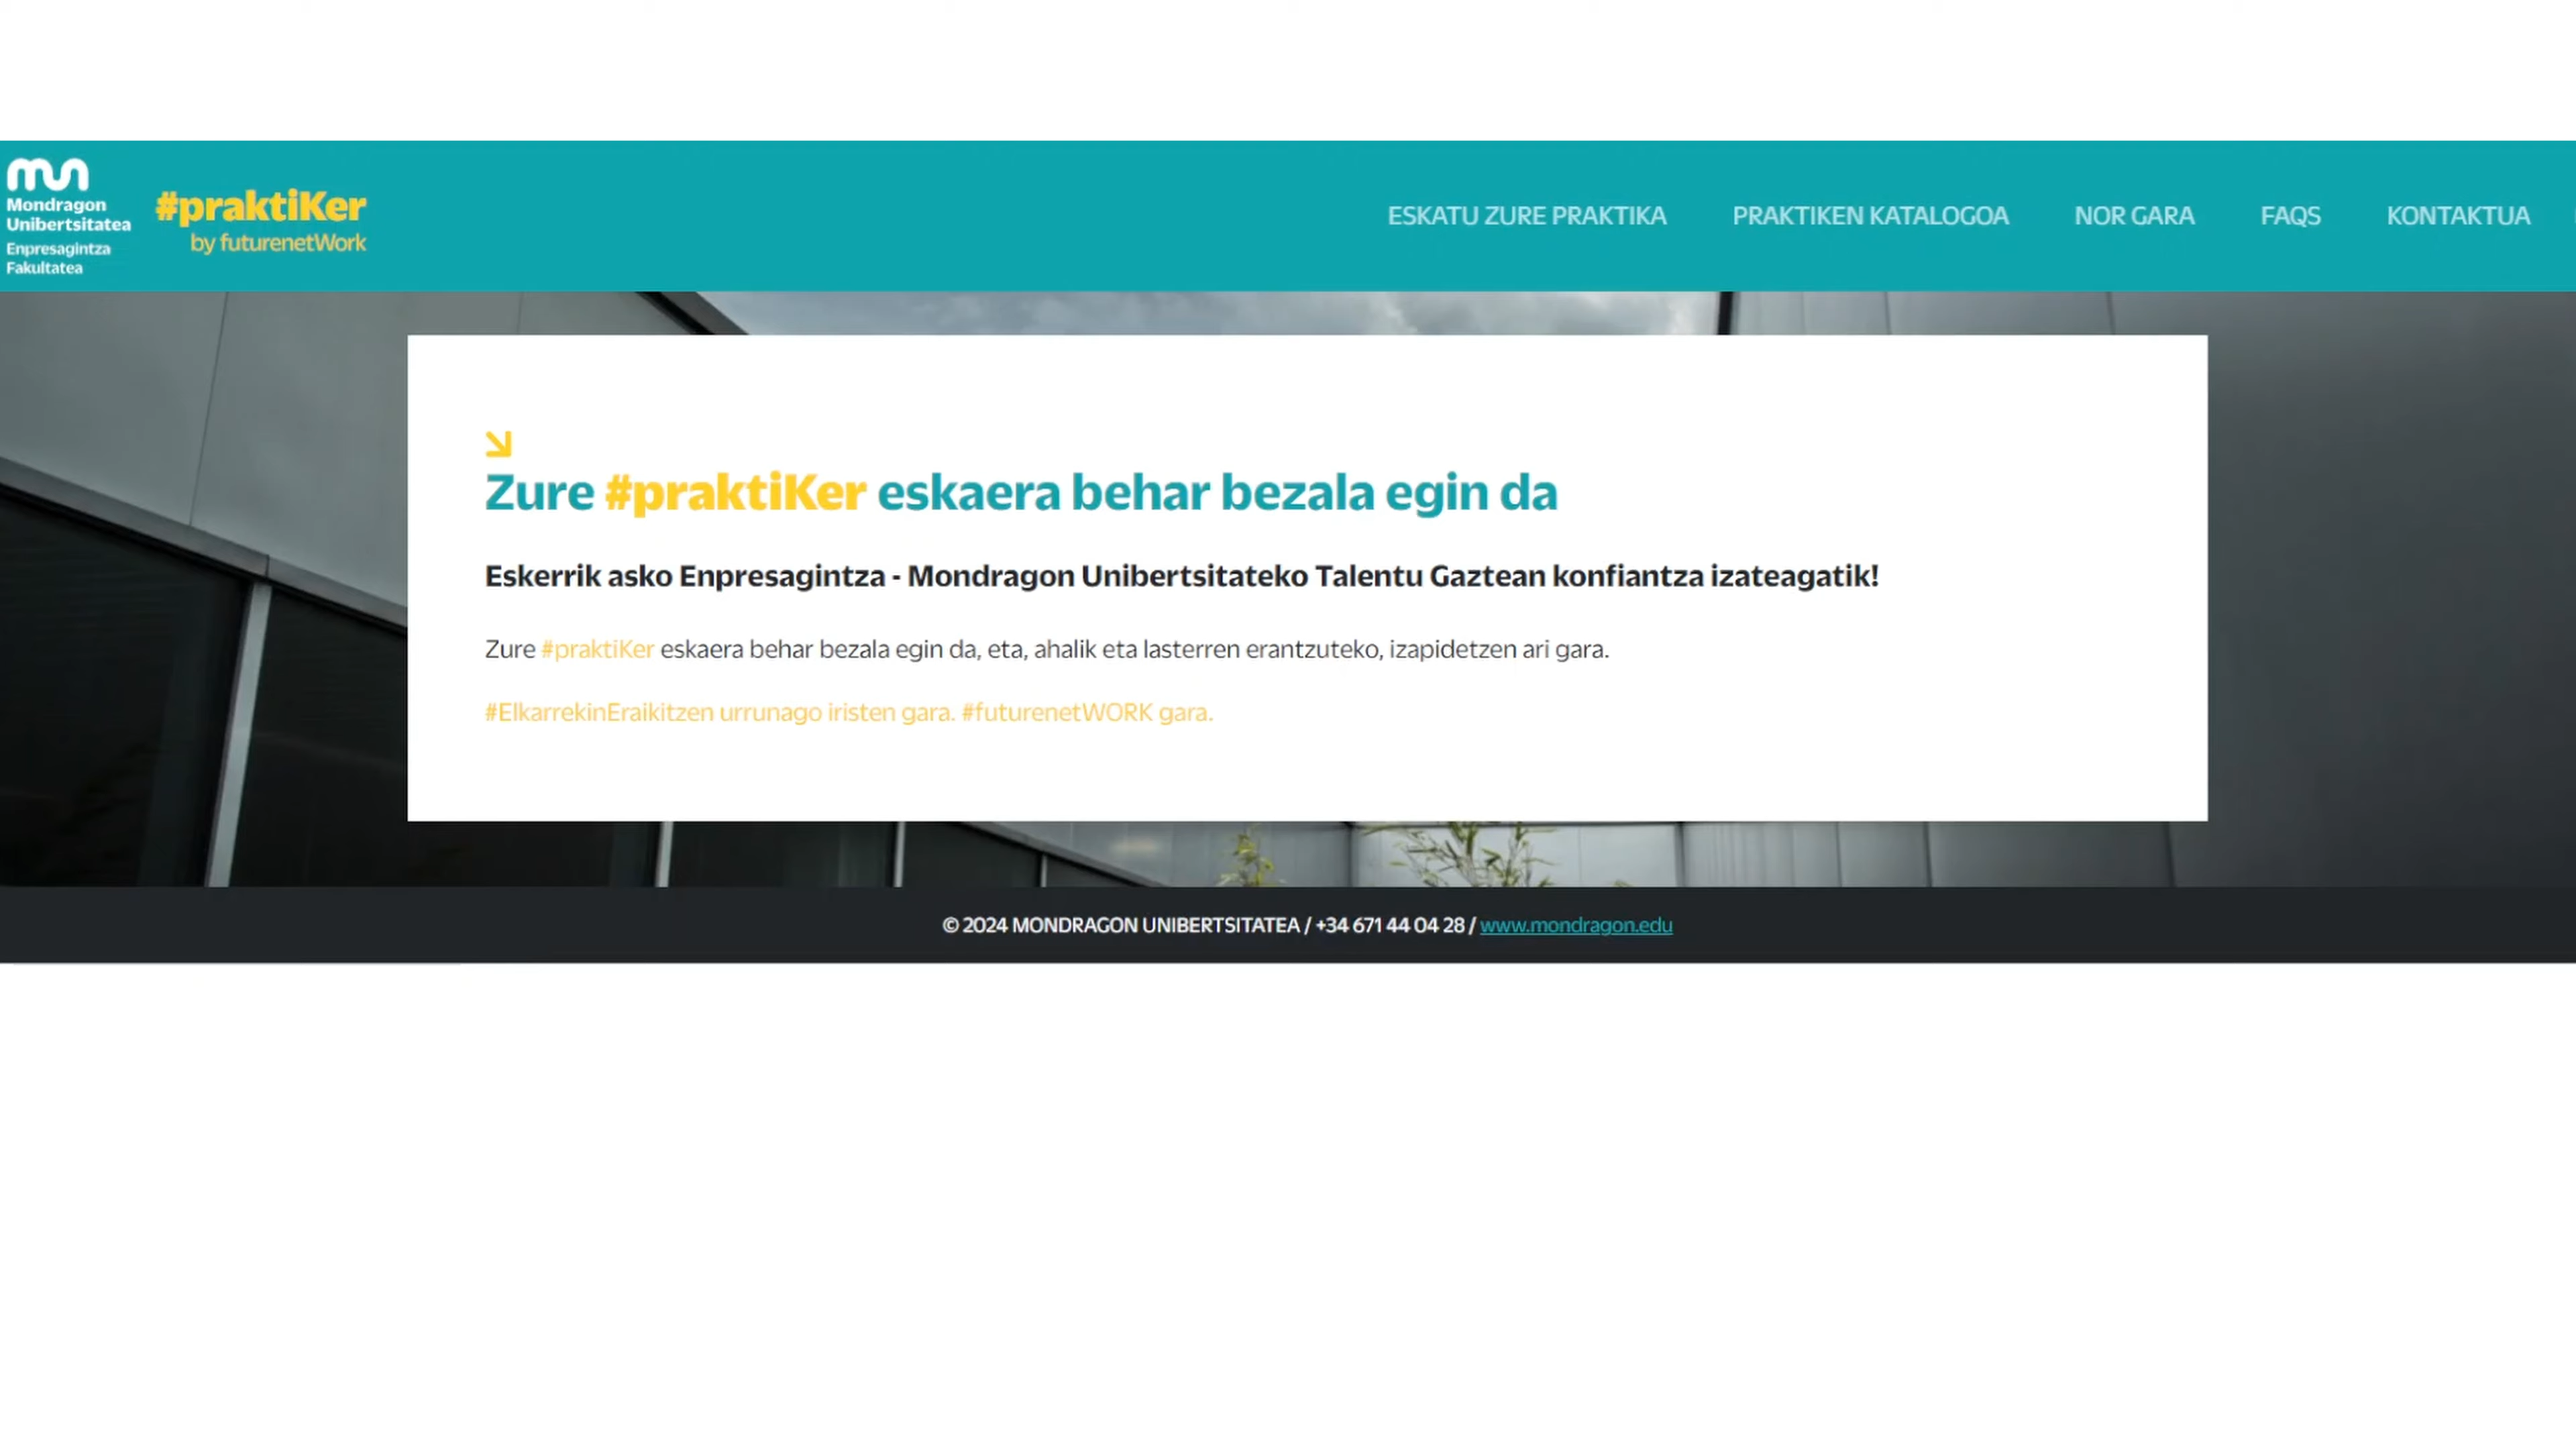 Mondragon
Unibertsitatea
Enpresagintza
Fakultatea
#praktiKer
by futurenetWork
ESKATU ZURE PRAKTIKA PRAKTIKEN KATALOGOA NOR GARA FAQS KONTAKTUA
Zure #praktiKer eskaera behar bezala egin da
Eskerrik asko Enpresagintza - Mondragon Unibertsitateko Talentu Gaztean konfiantza izateagatik!
Zure #praktiKer eskaera behar bezala egin da, eta, ahalik eta lasterren erantzuteko, izapidetzen ari gara.
#ElkarrekinEraikitzen urrunago iristen gara. #futurenetWORK gara.
© 2024 MONDRAGON UNIBERTSITATEA / +34 671 44 04 28 / www.mondragon.edu